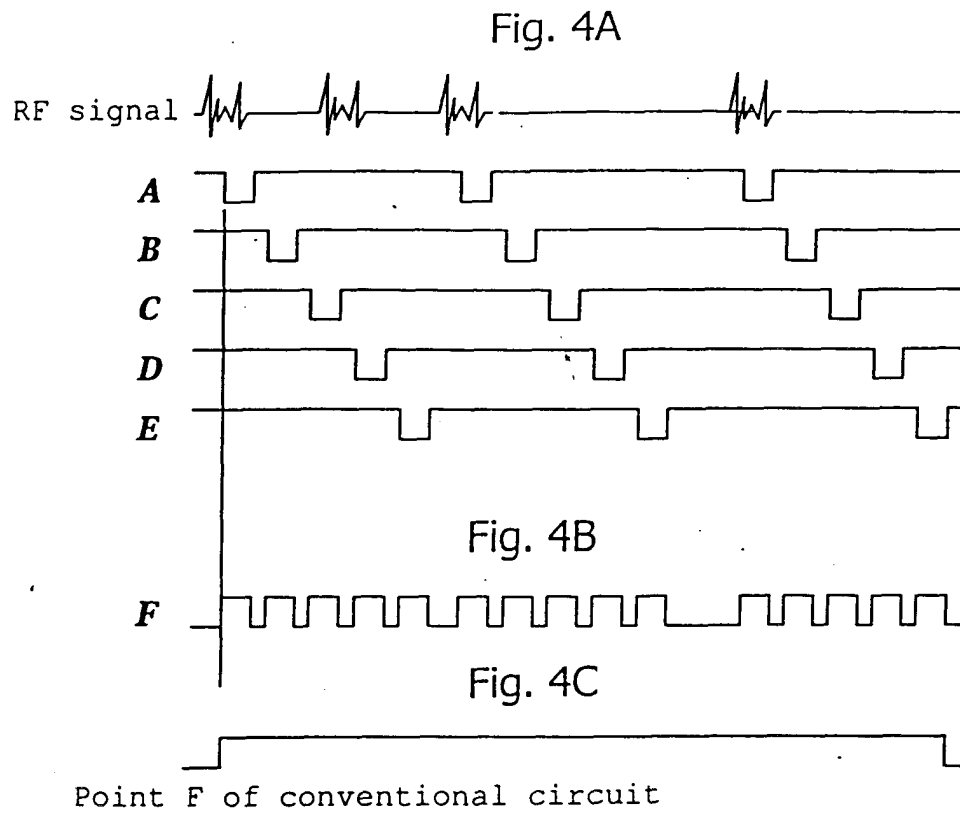 Fig. 4A
RF signal
A
B
C
D
E
Fig. 4B
F
Fig. 4C
Point F of conventional circuit